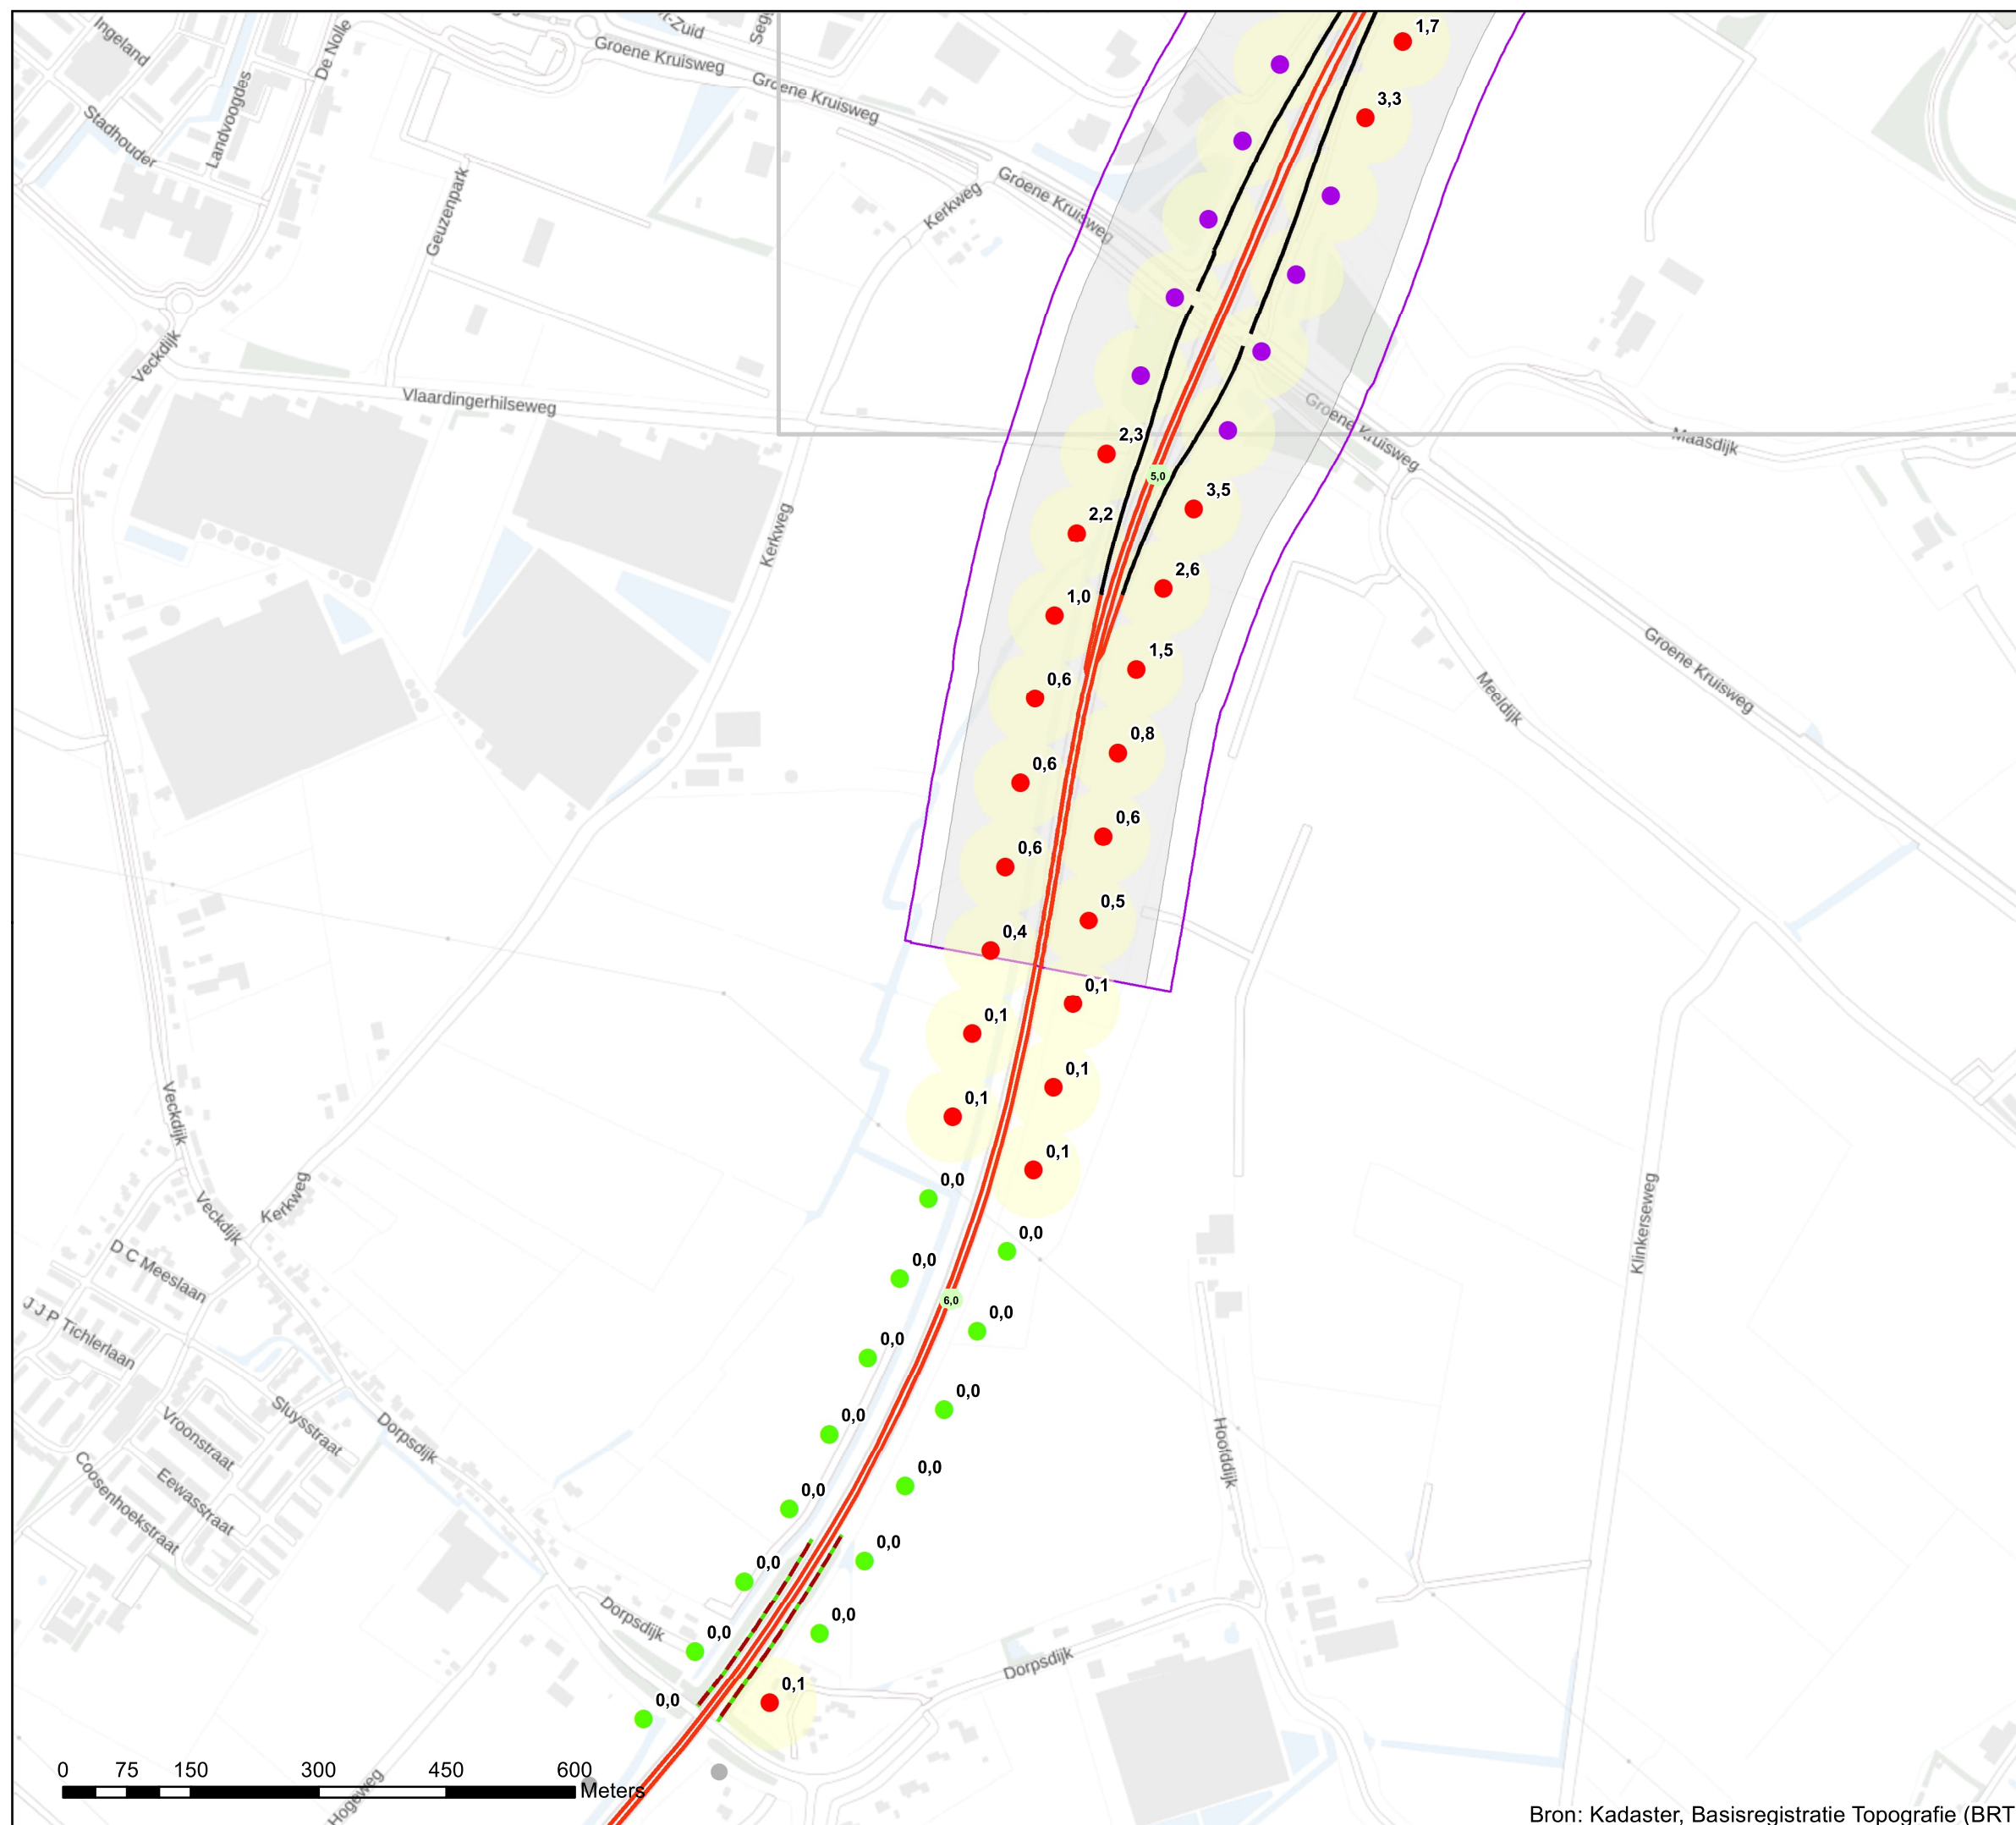 Ingeland
De Nolle
t-Zuid
Segg
Groene Kruisweg
Groene Kruisweg
1,7
Stadhouder
Landvoogdes
3,3
Geuzenpark
Kerkweg
Groene Kruisweg
Veckdijk
Vlaardingerhilseweg
Groene Kruisweg
Maasdijk
2,3
5,0
3,5
2,2
Kerkweg
2,6
1,0
1,5
Groene Kruisweg
Meeldijk
0,6
0,8
0,6
0,6
0,6
0,5
0,4
0,1
0,1
0,1
0,1
Veckdijk
0,1
0,0
Kerkweg
Veckdijk
Klinkerseweg
0,0
0,0
D C Meeslaan
6,0
0,0
J J P Tichlerlaan
0,0
0,0
0,0
Sluysstraat
Vroonstraat
Dorpsdijk
Hoofddijk
0,0
0,0
Eewasstraat
Coosenhoekstraat
0,0
0,0
Dorpsdijk
0,0
0,0
Dorpsdijk
0,1
0,0
Hogeweg
0 75 150 300 450 600
Meters
Bron: Kadaster, Basisregistratie Topografie (BRT